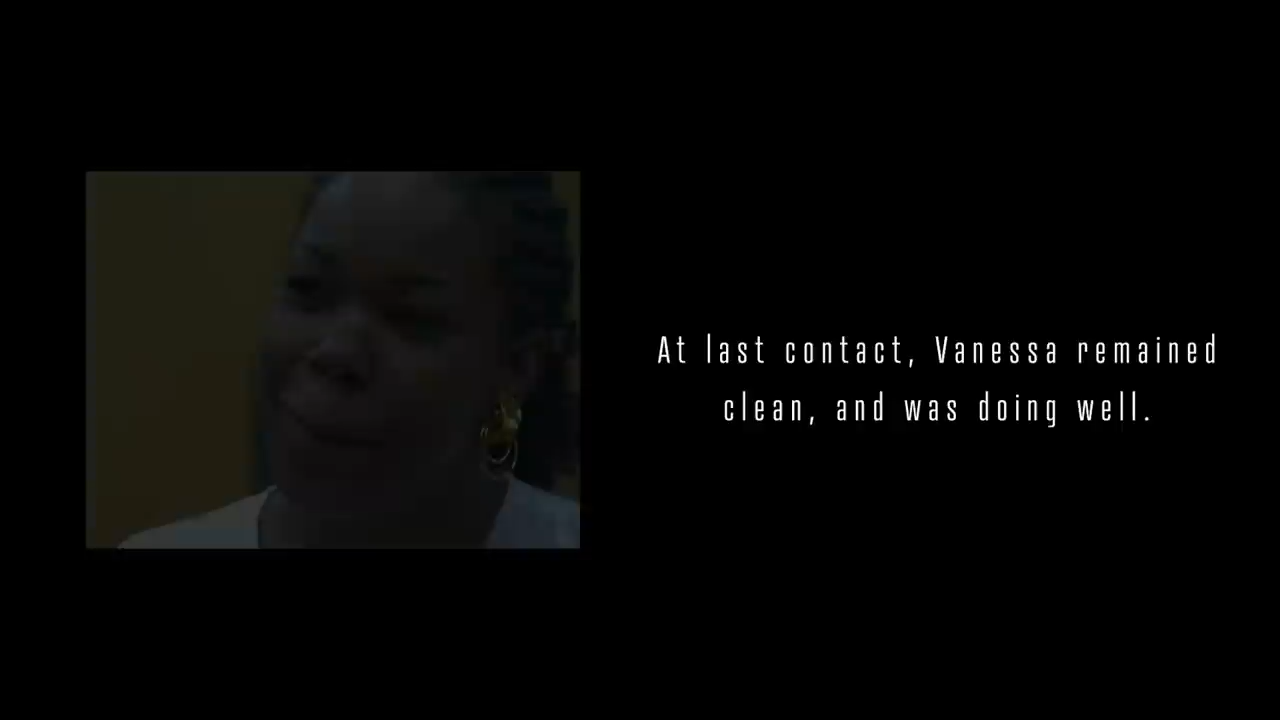 At last contact, Vanessa remained
clean, and was doing well.